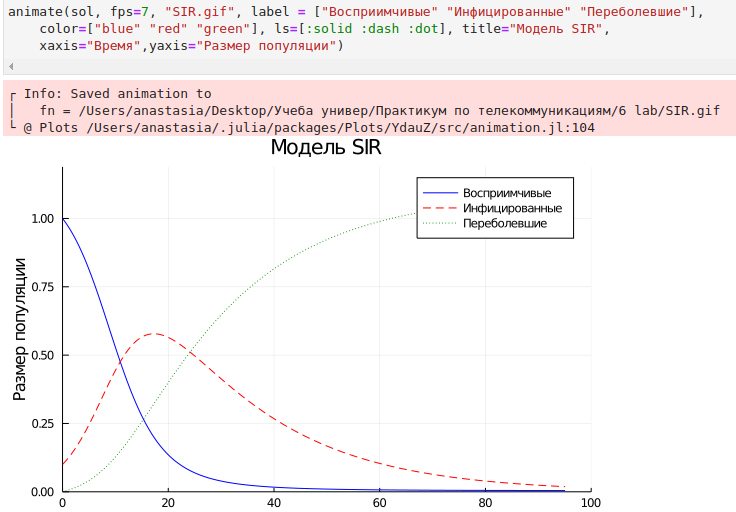 animate(sol, fps=7, "SIR.gif", label = ["Восприимчивые" "Инфицированные" "Переболевшие"],
color=["blue" "red" "green"], ls=[:solid :dash :dot], title="Модель SIR",
xaxis="Время",yaxis="Размер популяции")
┌ Info: Saved animation to
│   fn = /Users/anastasia/Desktop/Учеба универ/Практикум по телекоммуникациям/6 lab/SIR.gif
└ @ Plots /Users/anastasia/.julia/packages/Plots/YdauZ/src/animation.jl:104
Модель SIR
Восприимчивые
Инфицированные
Переболевшие
Размер популяции
1.00
0.75
0.50
0.25
0.00
0 20 40 60 80 100